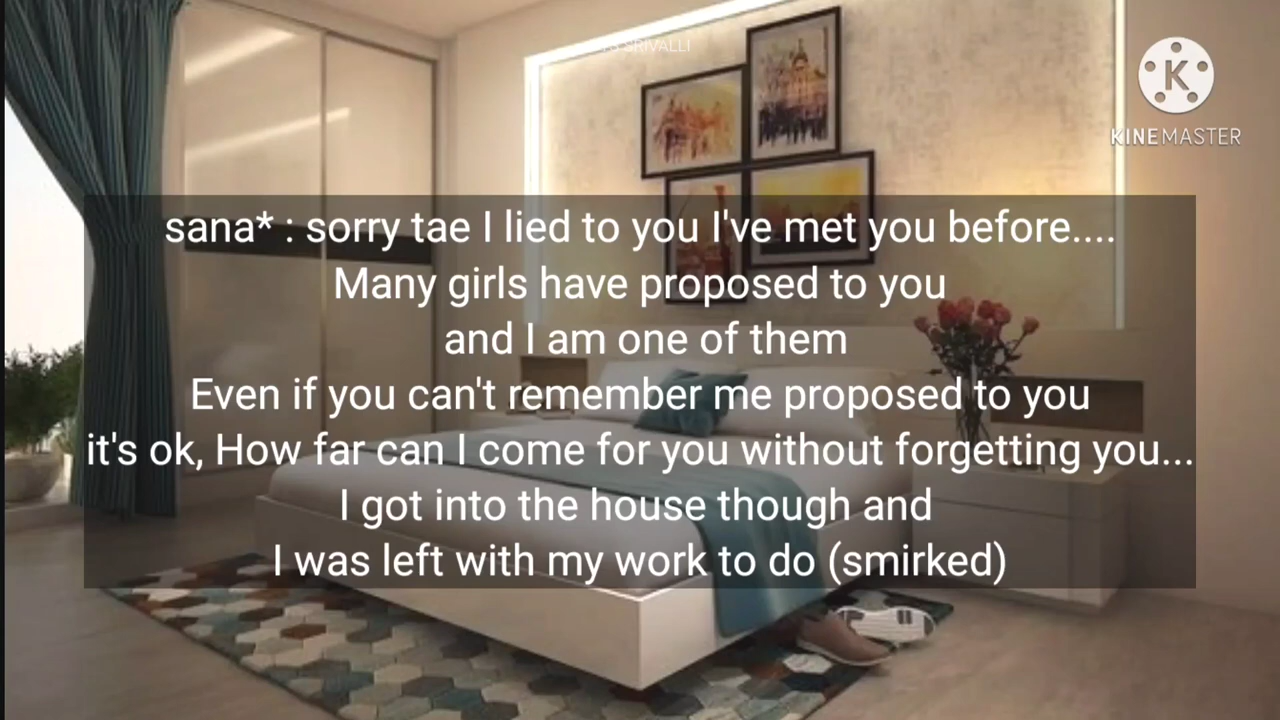 SRIVALLI
K
KINEMASTER
sana* : sorry tae I lied to you I've met you before....
Many girls have proposed to you
and I am one of them
Even if you can't remember me proposed to you
it's ok, How far can I come for you without forgetting you...
I got into the house though and
I was left with my work to do (smirked)